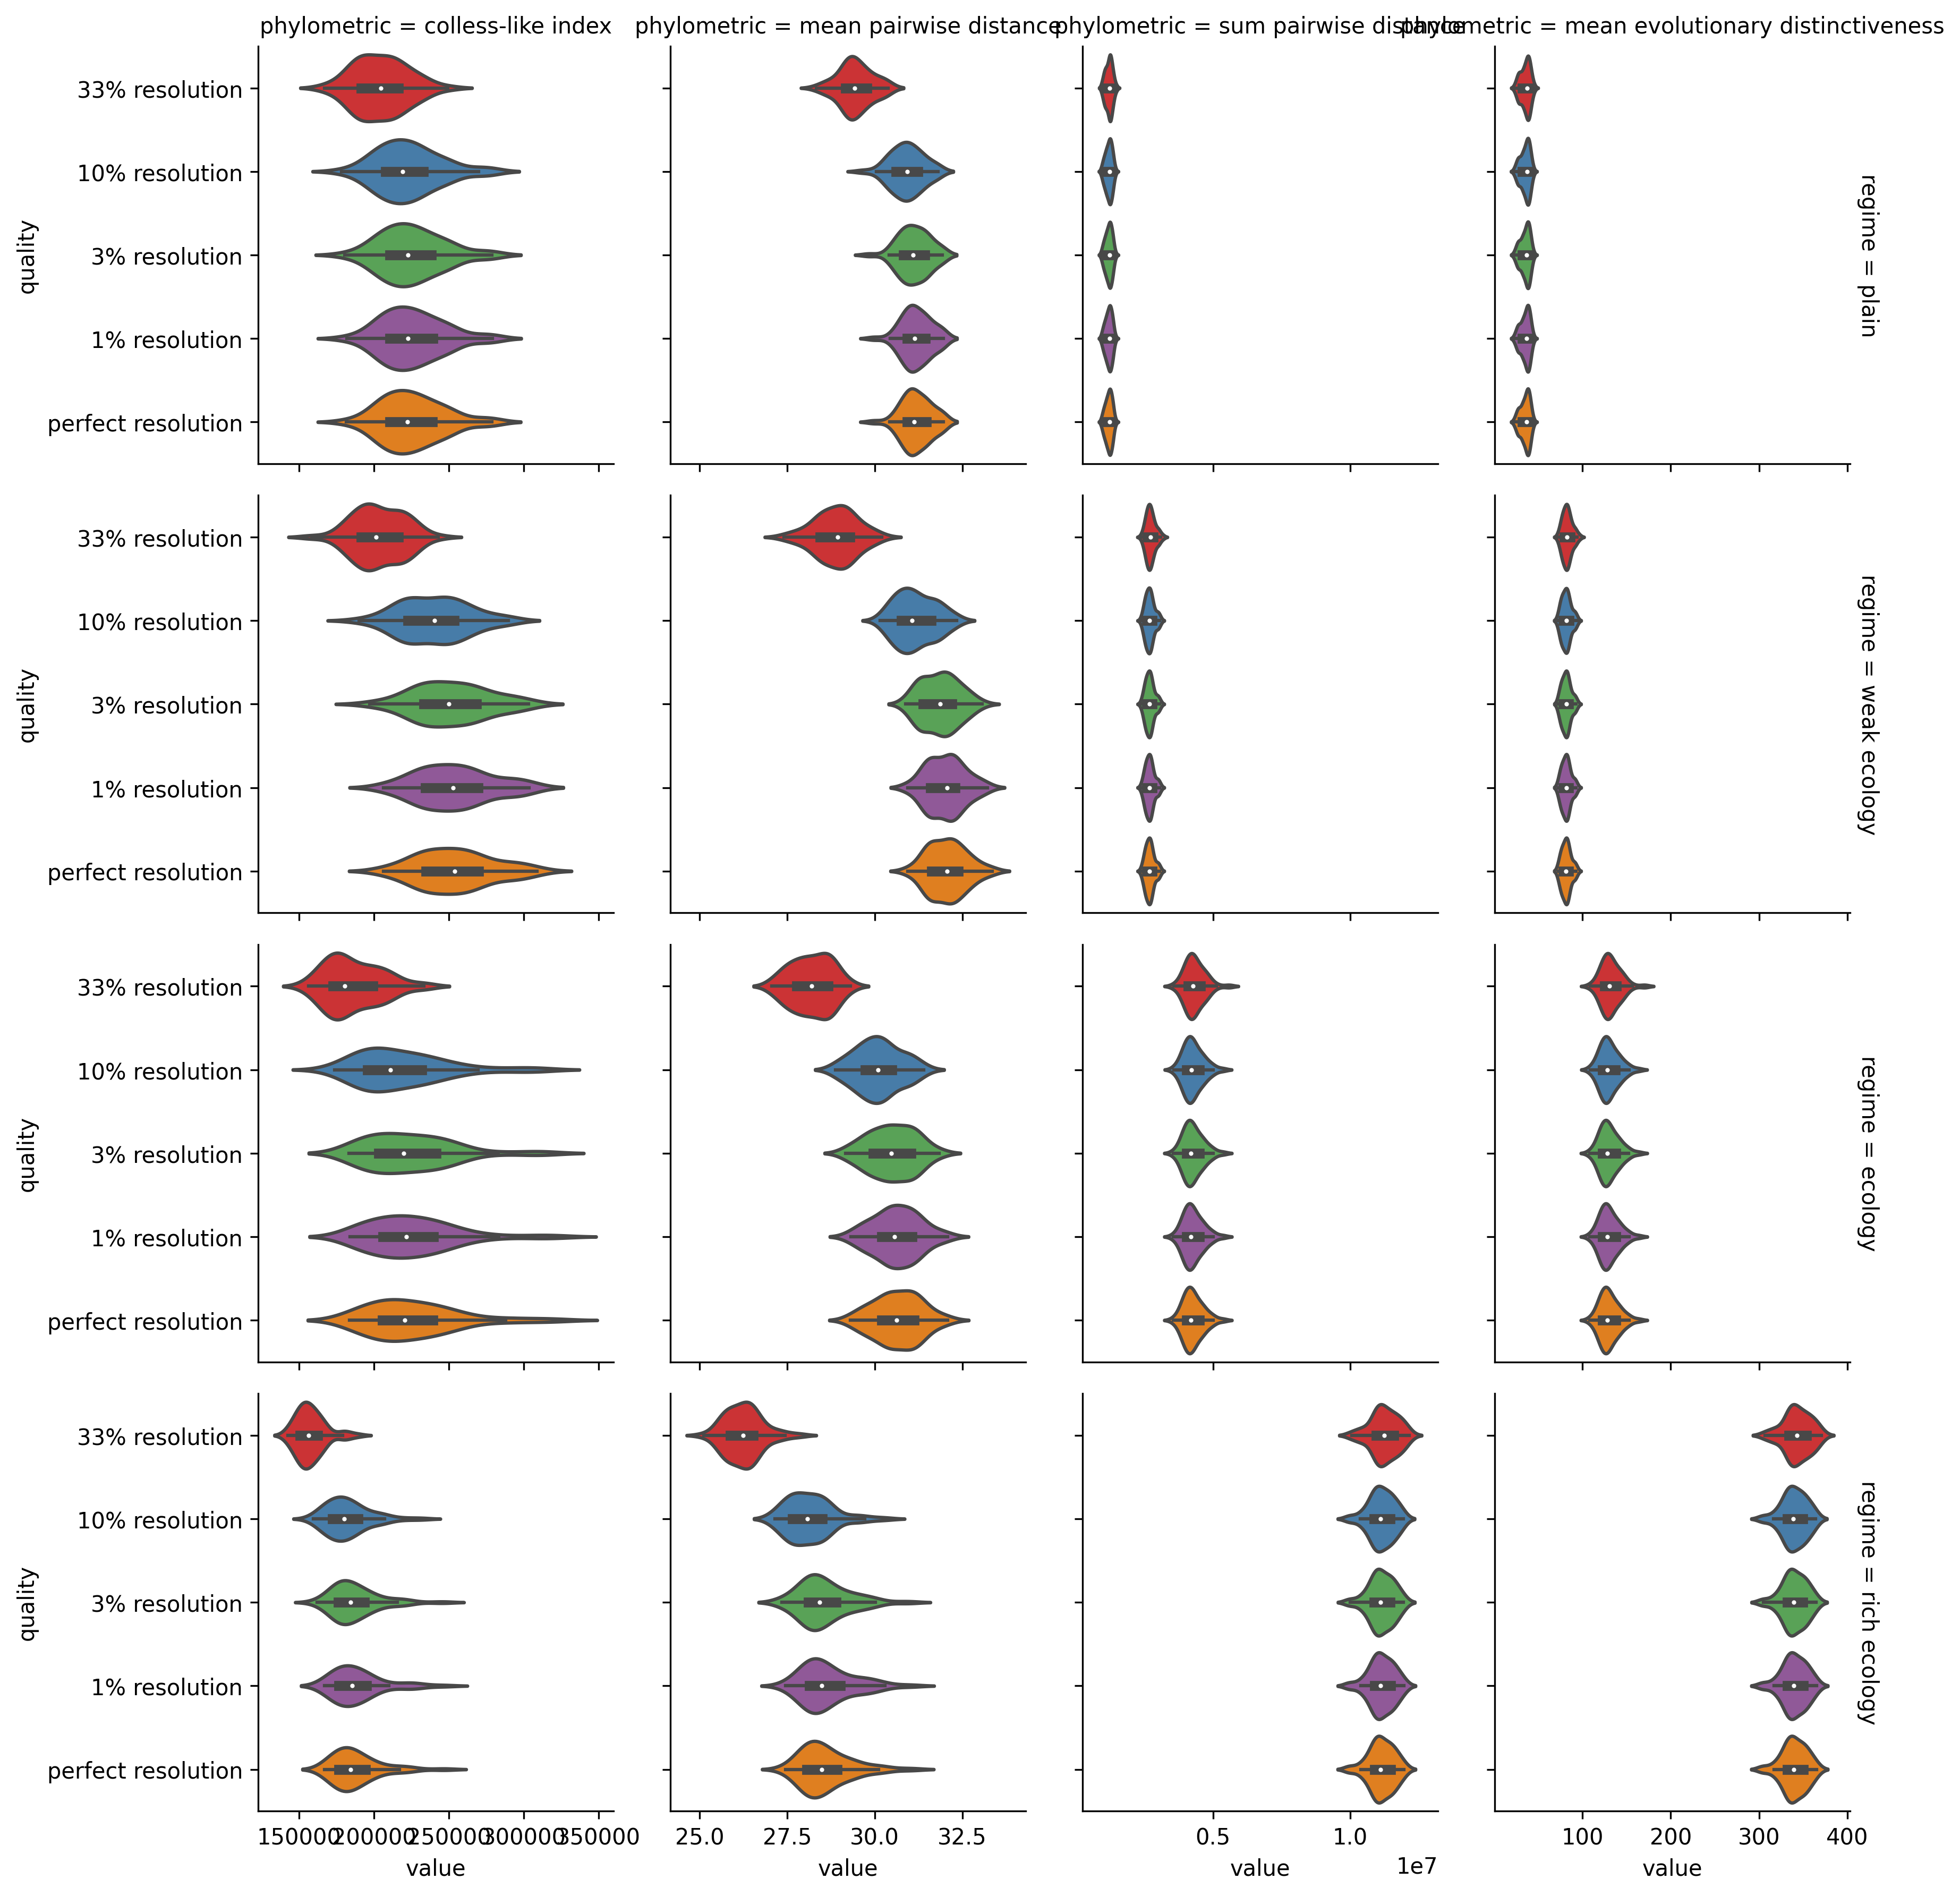 phylometric = colless-like index
phylometric = mean pairwise distance
phylometric = sum pairwise distance
phylometric = mean evolutionary distinctiveness
quality
33% resolution
10% resolution
3% resolution
1% resolution
perfect resolution
regime = plain
quality
33% resolution
10% resolution
3% resolution
1% resolution
perfect resolution
regime = weak ecology
quality
33% resolution
10% resolution
3% resolution
1% resolution
perfect resolution
regime = ecology
quality
33% resolution
10% resolution
3% resolution
1% resolution
perfect resolution
regime = rich ecology
150000 200000 250000 300000 350000
25.0 27.5 30.0 32.5
0.5 1.0
100 200 300 400
1e7
value
value
value
value